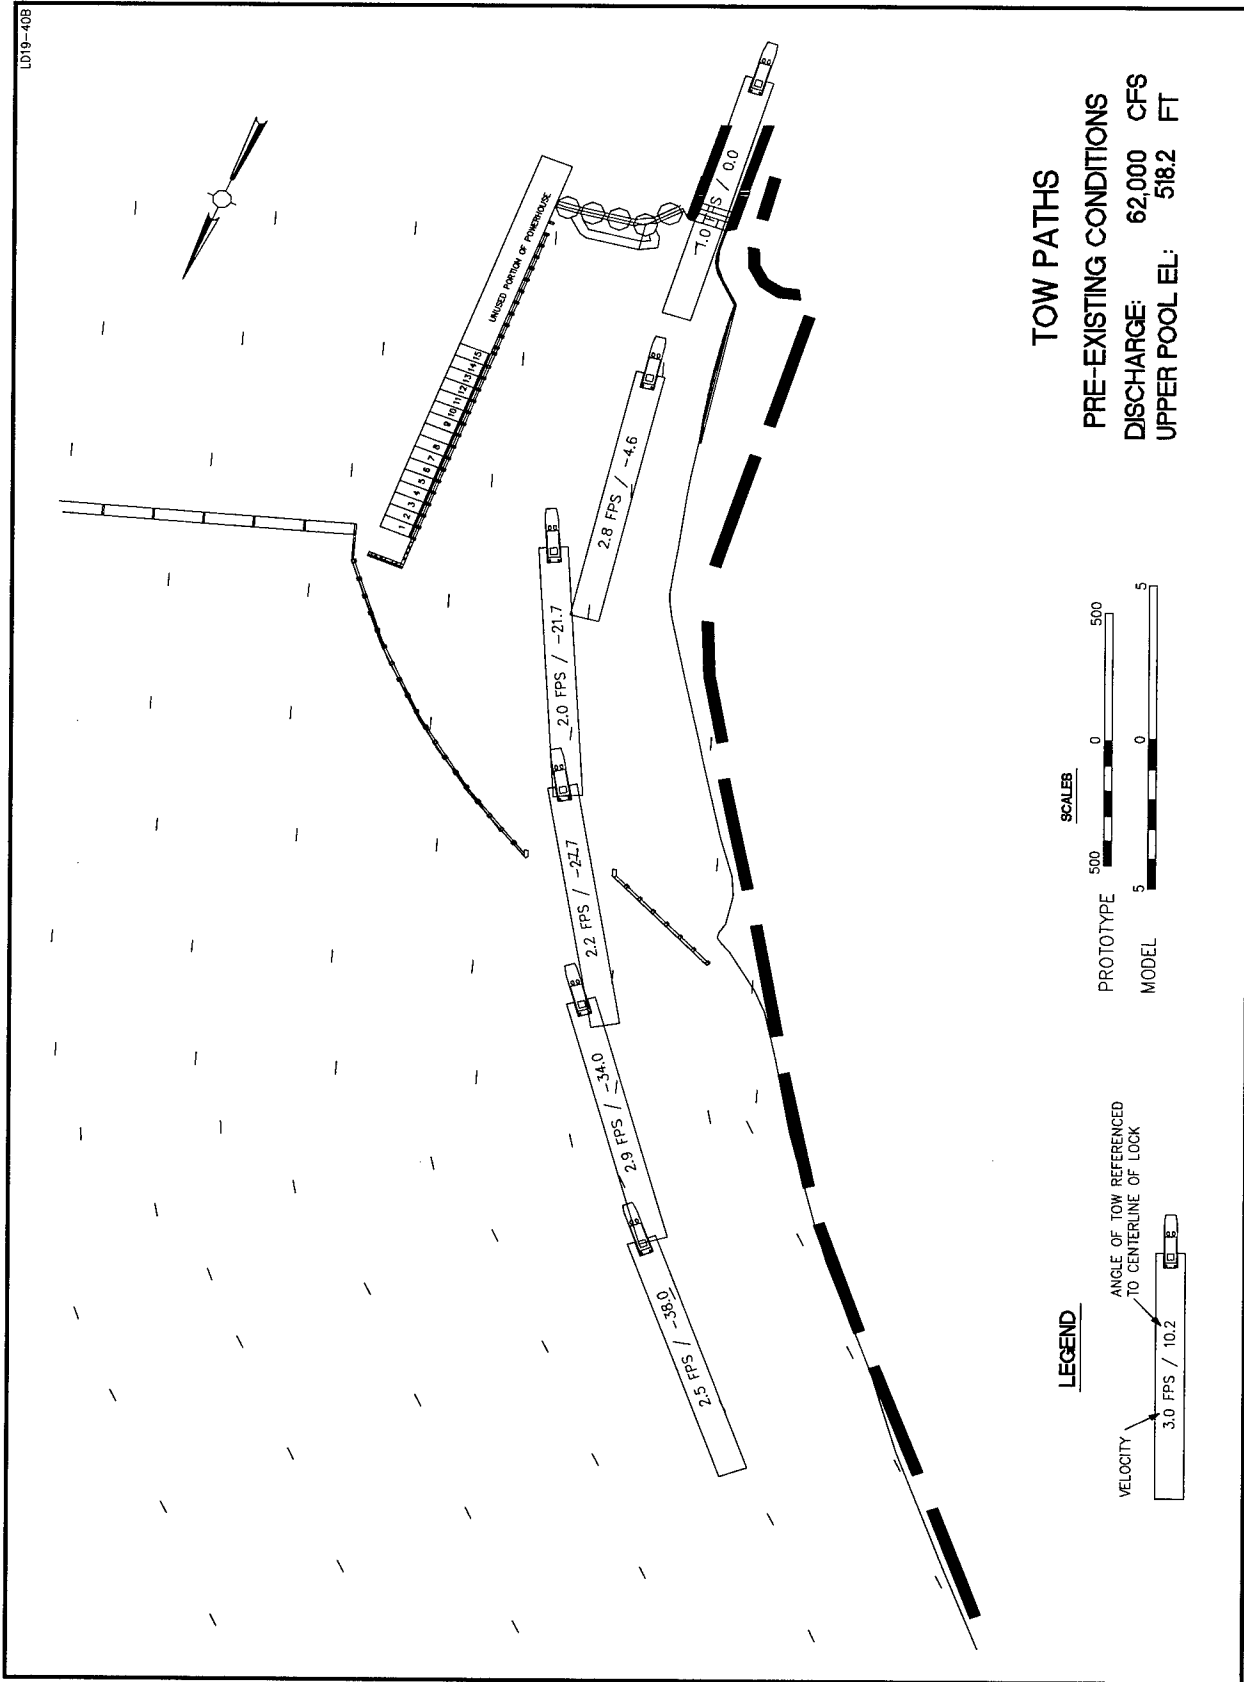 LD19-40B
UNUSED PORTION OF POWERHOUSE
1 2 3 4 5 6 7 8 9 10 11 12 13 14 15
1.0 FPS / 0.0
2.8 FPS / -4.6
2.0 FPS / -21.7
2.2 FPS / -27.7
2.9 FPS / -34.0
2.5 FPS / -38.0
TOW PATHS
PRE-EXISTING CONDITIONS
DISCHARGE: 62,000 CFS
UPPER POOL EL: 518.2 FT
SCALES
PROTOTYPE 500 0 500
MODEL 5 0 5
LEGEND
VELOCITY
ANGLE OF TOW REFERENCED
TO CENTERLINE OF LOCK
3.0 FPS / 10.2